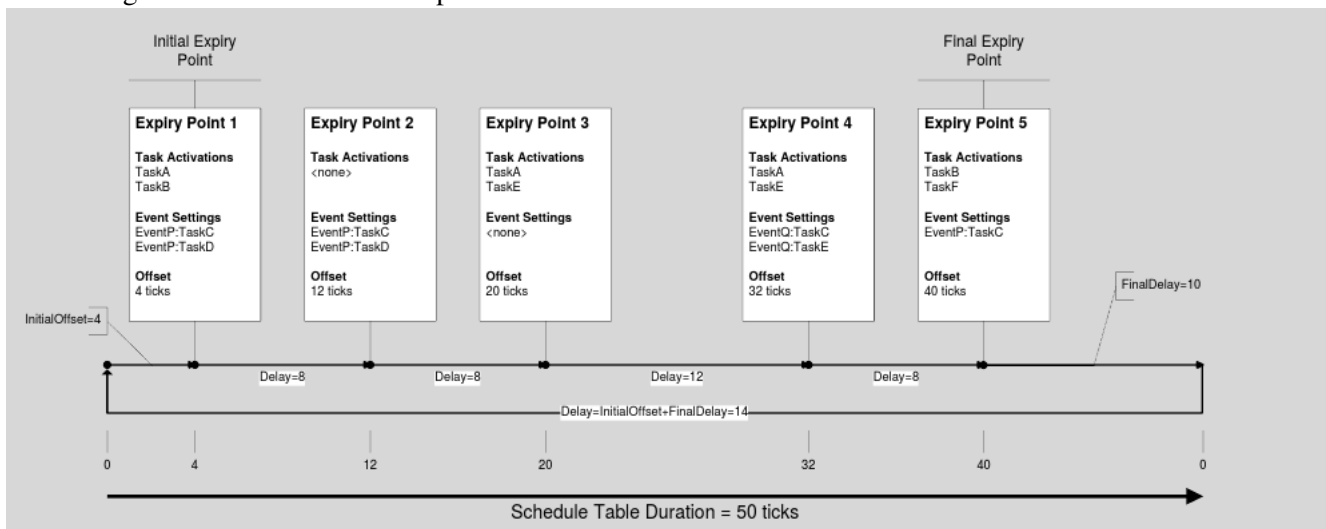 Initial Expiry
Point
Final Expiry
Point
Expiry Point 1
Task Activations
TaskA
TaskB
Event Settings
EventP:TaskC
EventP:TaskD
Offset
4 ticks
Expiry Point 2
Task Activations
<none>
Event Settings
EventP:TaskC
EventP:TaskD
Offset
12 ticks
Expiry Point 3
Task Activations
TaskA
TaskE
Event Settings
<none>
Offset
20 ticks
Expiry Point 4
Task Activations
TaskA
TaskE
Event Settings
EventQ:TaskC
EventQ:TaskE
Offset
32 ticks
Expiry Point 5
Task Activations
TaskB
TaskF
Event Settings
EventP:TaskC
Offset
40 ticks
InitialOffset=4
FinalDelay=10
Delay=8
Delay=8
Delay=12
Delay=8
Delay=InitialOffset+FinalDelay=14
0
4
12
20
32
40
0
Schedule Table Duration = 50 ticks